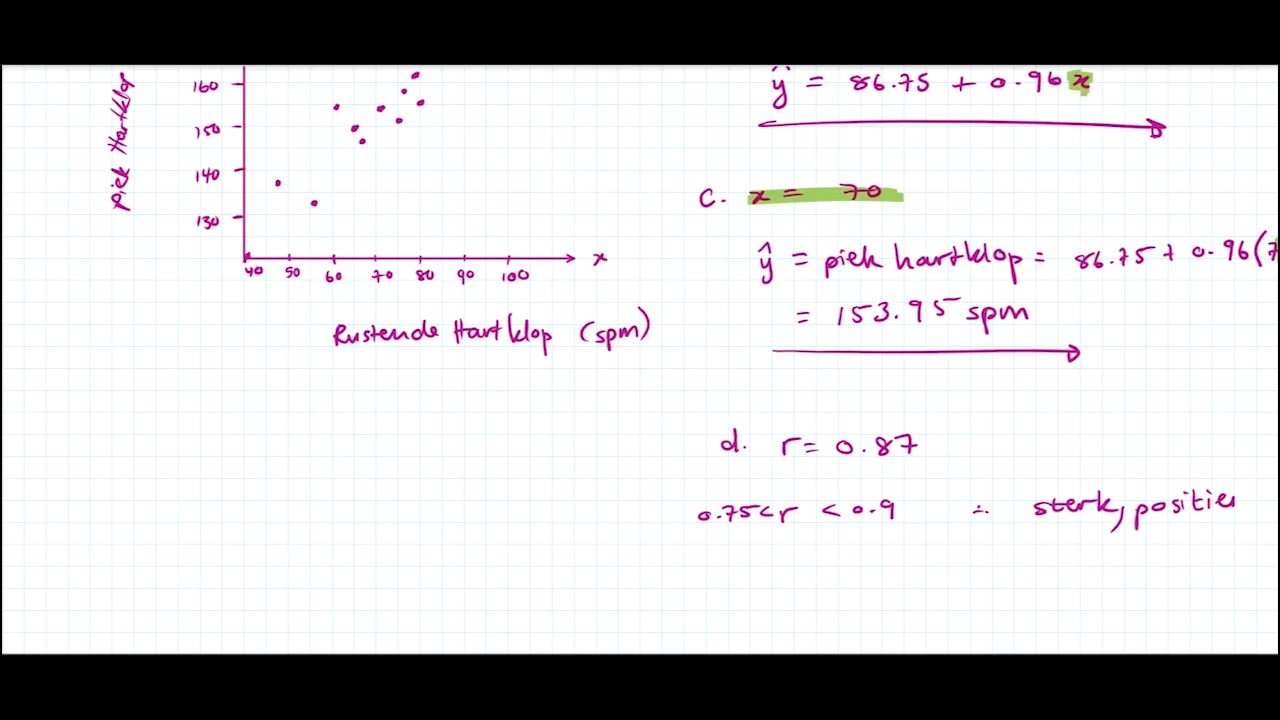 piek Hartklop
160
150
140
130
40 50 60 70 80 90 100 x
Rustende Hartklop (spm)
ŷ = 86.75 + 0.96x
c. x = 70
ŷ = piek hartklop = 86.75 + 0.96(7
= 153.95 spm
d. r = 0.87
0.75<r < 0.9 ∴ sterk, positief